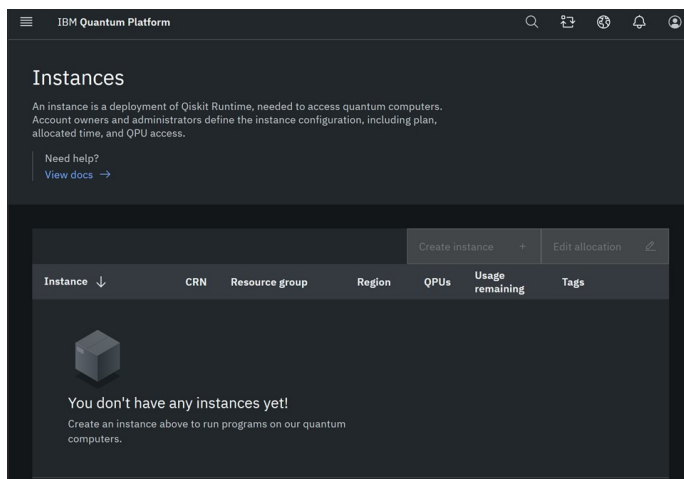 IBM Quantum Platform
Instances
An instance is a deployment of Qiskit Runtime, needed to access quantum computers.
Account owners and administrators define the instance configuration, including plan,
allocated time, and QPU access.
Need help?
View docs →
Create instance +
Edit allocation
Instance ↓ CRN Resource group Region QPUs Usage remaining Tags
You don't have any instances yet!
Create an instance above to run programs on our quantum
computers.